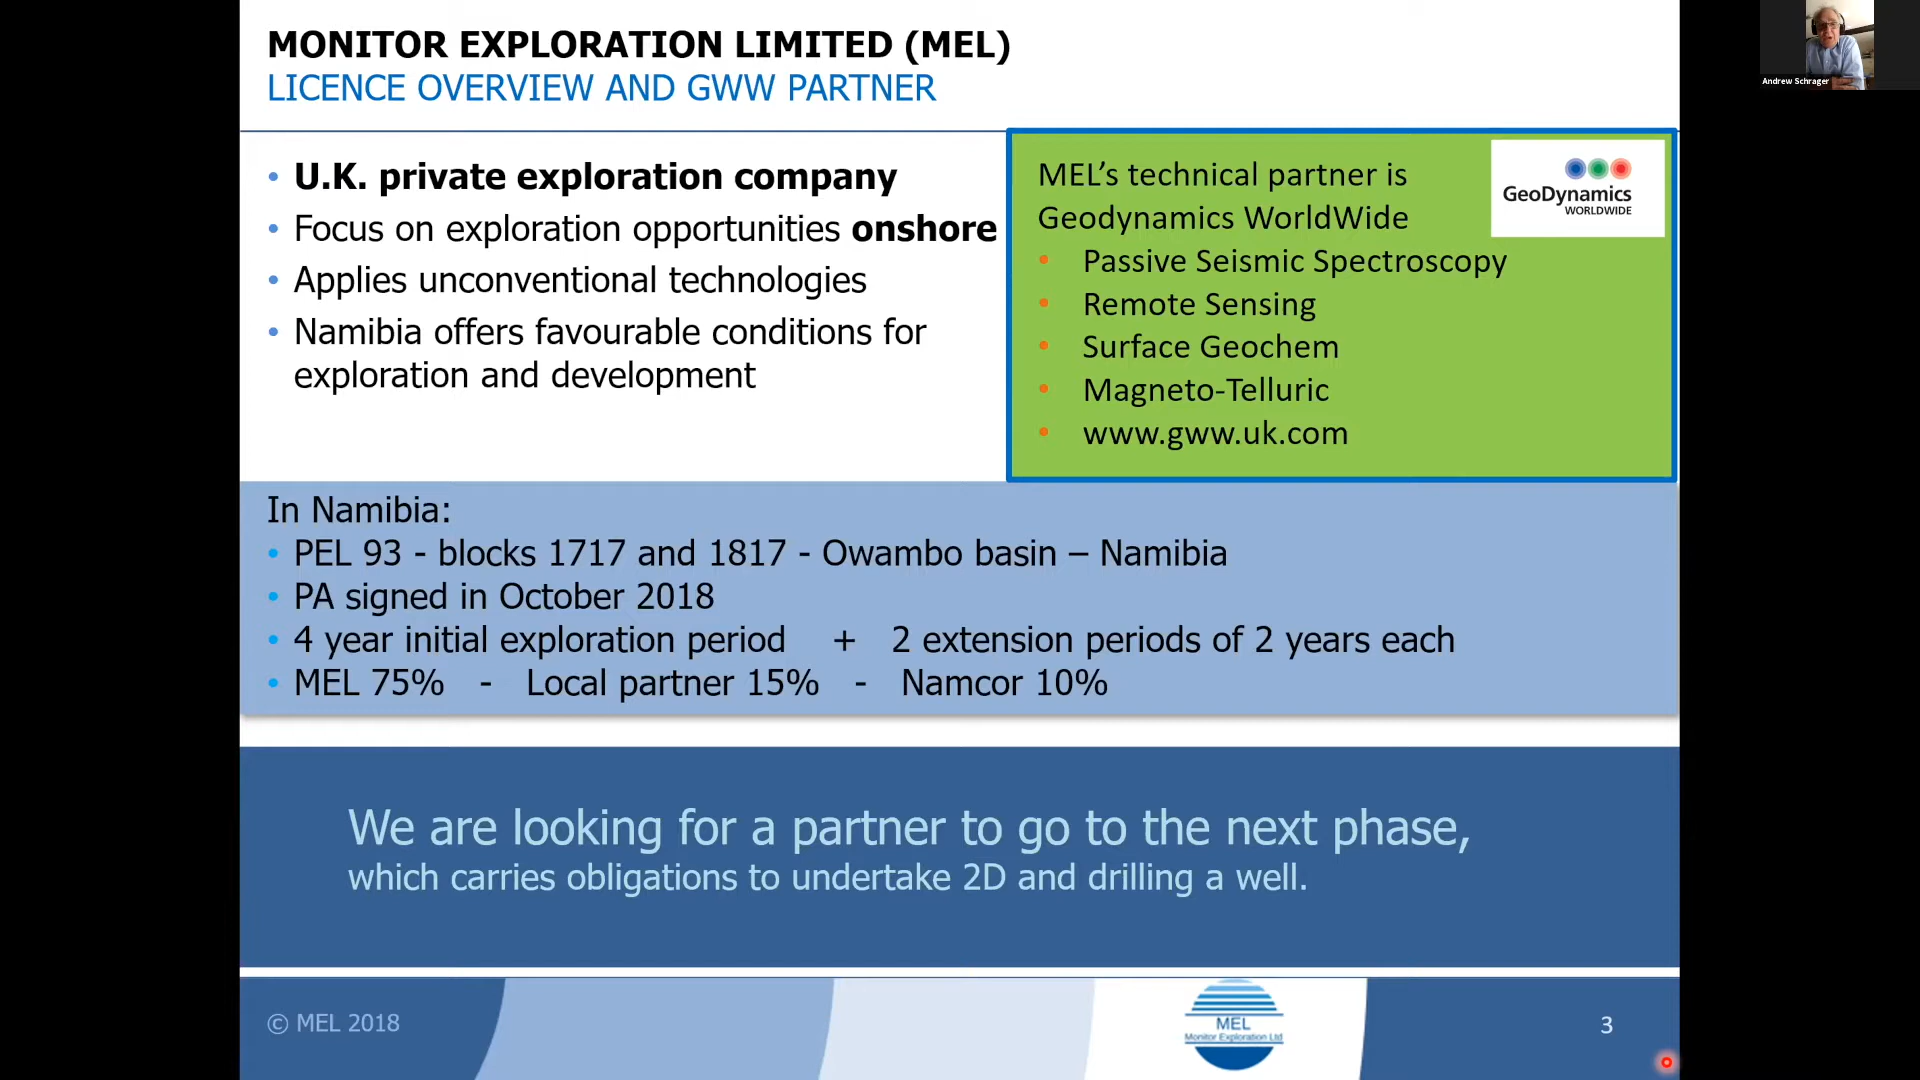 MONITOR EXPLORATION LIMITED (MEL)
LICENCE OVERVIEW AND GWW PARTNER
• U.K. private exploration company
• Focus on exploration opportunities onshore
• Applies unconventional technologies
• Namibia offers favourable conditions for
exploration and development
MEL’s technical partner is
Geodynamics WorldWide
• Passive Seismic Spectroscopy
• Remote Sensing
• Surface Geochem
• Magneto-Telluric
• www.gww.uk.com
GeoDynamics
WORLDWIDE
In Namibia:
• PEL 93 - blocks 1717 and 1817 - Owambo basin – Namibia
• PA signed in October 2018
• 4 year initial exploration period + 2 extension periods of 2 years each
• MEL 75% - Local partner 15% - Namcor 10%
We are looking for a partner to go to the next phase,
which carries obligations to undertake 2D and drilling a well.
© MEL 2018
MEL
Monitor Exploration Ltd
3
Andrew Schrager